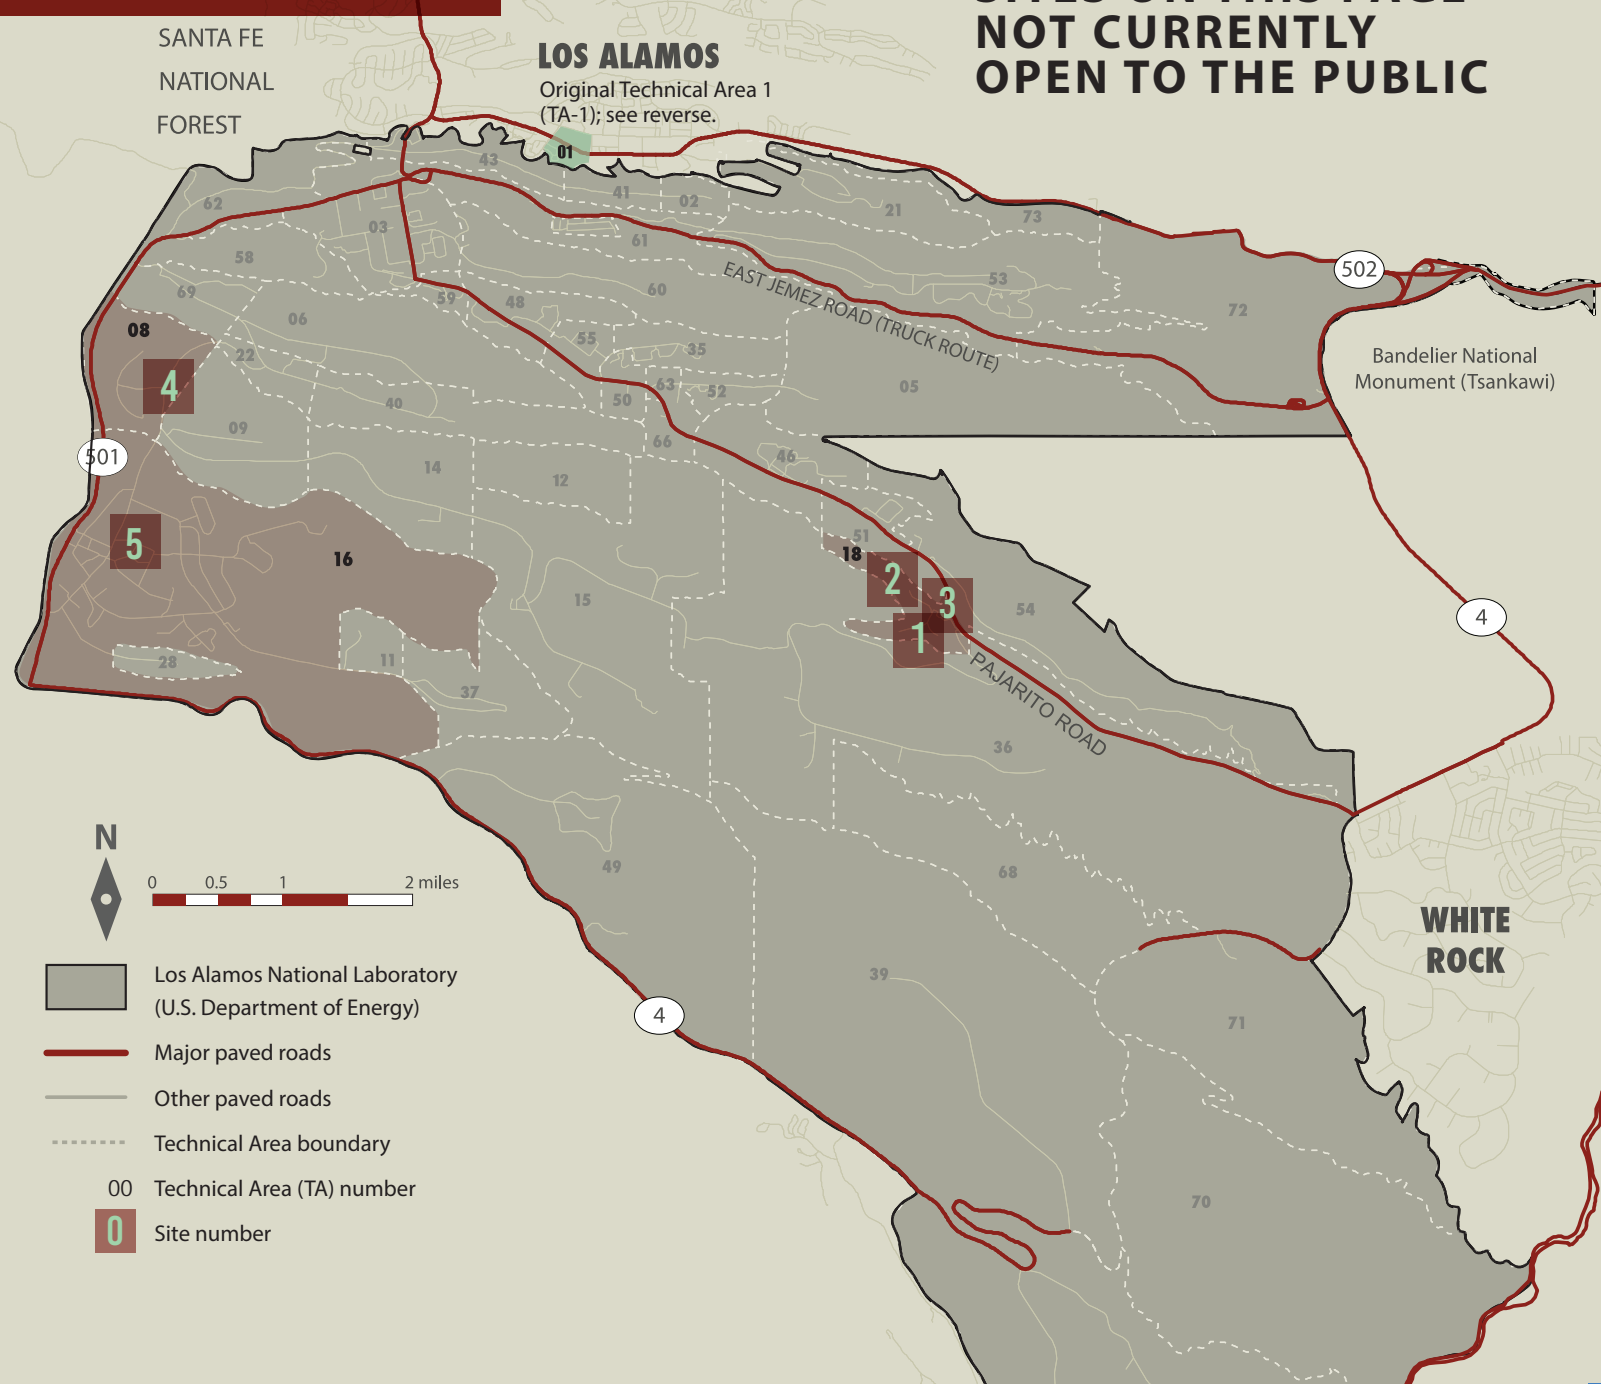 SITES ON THIS PAGE
NOT CURRENTLY
OPEN TO THE PUBLIC
SANTA FE
NATIONAL
FOREST
LOS ALAMOS
Original Technical Area 1
(TA-1); see reverse.
01
43
41
02
62
03
21
73
58
61
502
EAST JEMEZ ROAD (TRUCK ROUTE)
69
59
48
60
53
72
06
08
22
55
35
Bandelier National
Monument (Tsankawi)
4
63
52
05
40
50
09
66
501
14
12
46
5
16
51
18
2
3
15
54
4
1
28
11
37
PAJARITO ROAD
36
N
0 0.5 1 2 miles
49
68
WHITE
ROCK
39
4
71
70
Los Alamos National Laboratory
(U.S. Department of Energy)
Major paved roads
Other paved roads
Technical Area boundary
00 Technical Area (TA) number
0 Site number